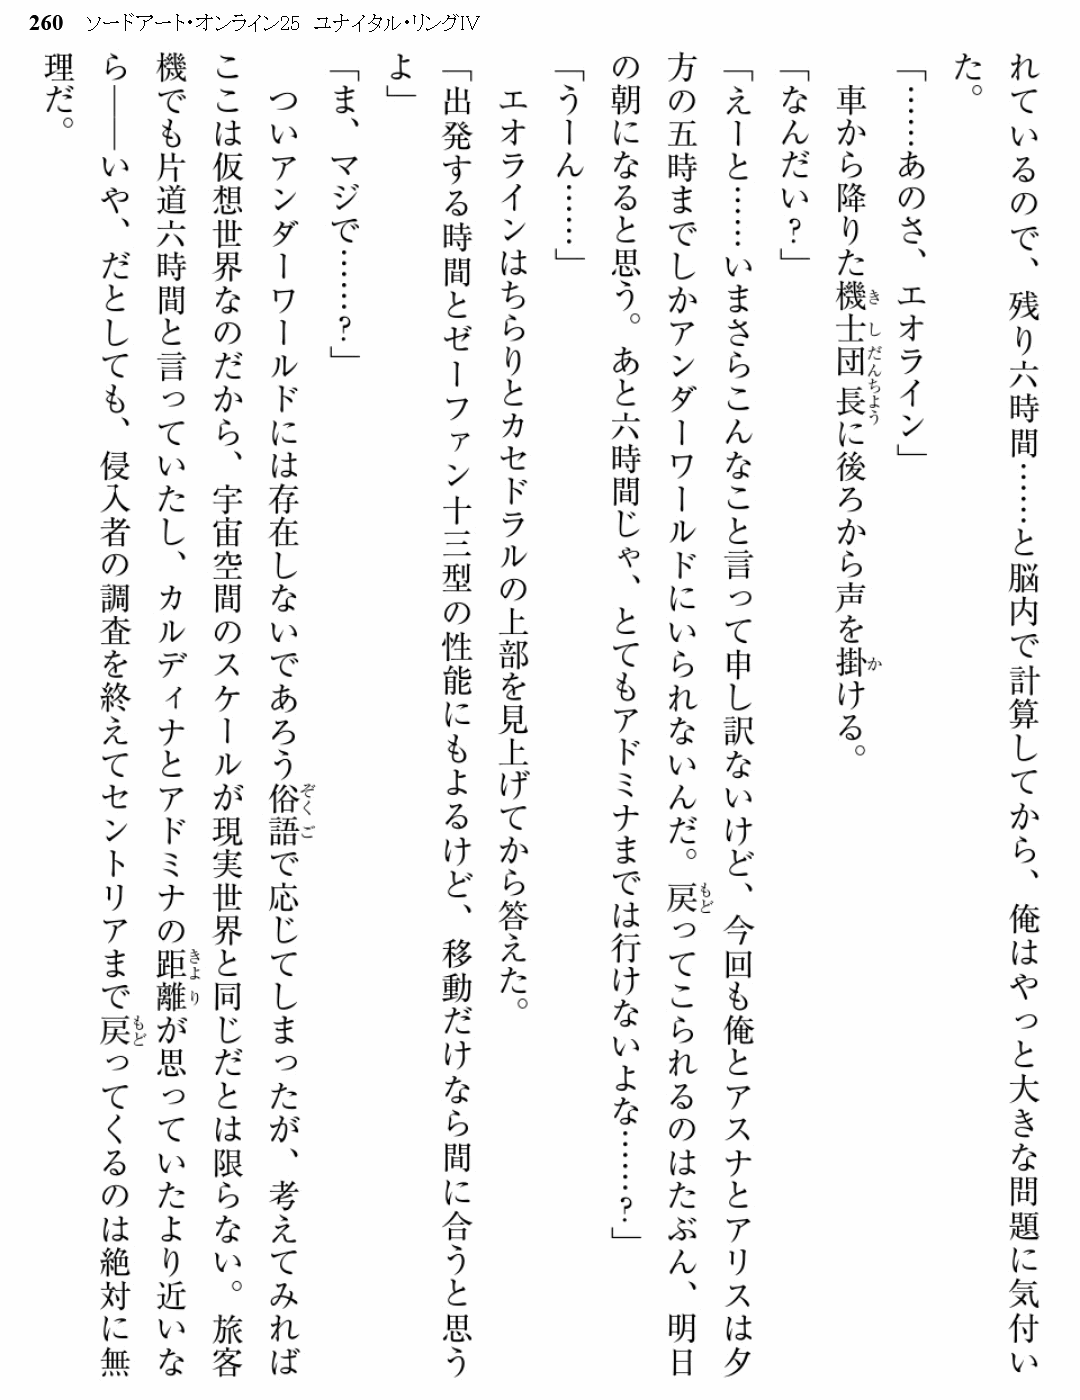 260 ソードアート・オンライン25 ユナイタル・リングⅣ
れているので、残り六時間……と脳内で計算してから、俺はやっと大きな問題に気付い
た。
「……あのさ、エオライン」
車から降りた機士団長に後ろから声を掛ける。
「なんだい？」
「えーと……いまさらこんなこと言って申し訳ないけど、今回も俺とアスナとアリスは夕
方の五時までしかアンダーワールドにいられないんだ。戻ってこられるのはたぶん、明日
の朝になると思う。あと六時間じゃ、とてもアドミナまでは行けないよな……？」
「うーん……」
エオラインはちらりとカセドラルの上部を見上げてから答えた。
「出発する時間とゼーファン十三型の性能にもよるけど、移動だけなら間に合うと思う
よ」
「ま、マジで……？」
ついアンダーワールドには存在しないであろう俗語で応じてしまったが、考えてみれば
ここは仮想世界なのだから、宇宙空間のスケールが現実世界と同じだとは限らない。旅客
機でも片道六時間と言っていたし、カルディナとアドミナの距離が思っていたより近いな
ら――いや、だとしても、侵入者の調査を終えてセントリアまで戻ってくるのは絶対に無
理だ。